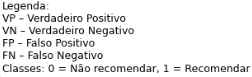 Legenda:
VP – Verdadeiro Positivo
VN – Verdadeiro Negativo
FP – Falso Positivo
FN – Falso Negativo
Classes: 0 = Não recomendar, 1 = Recomendar